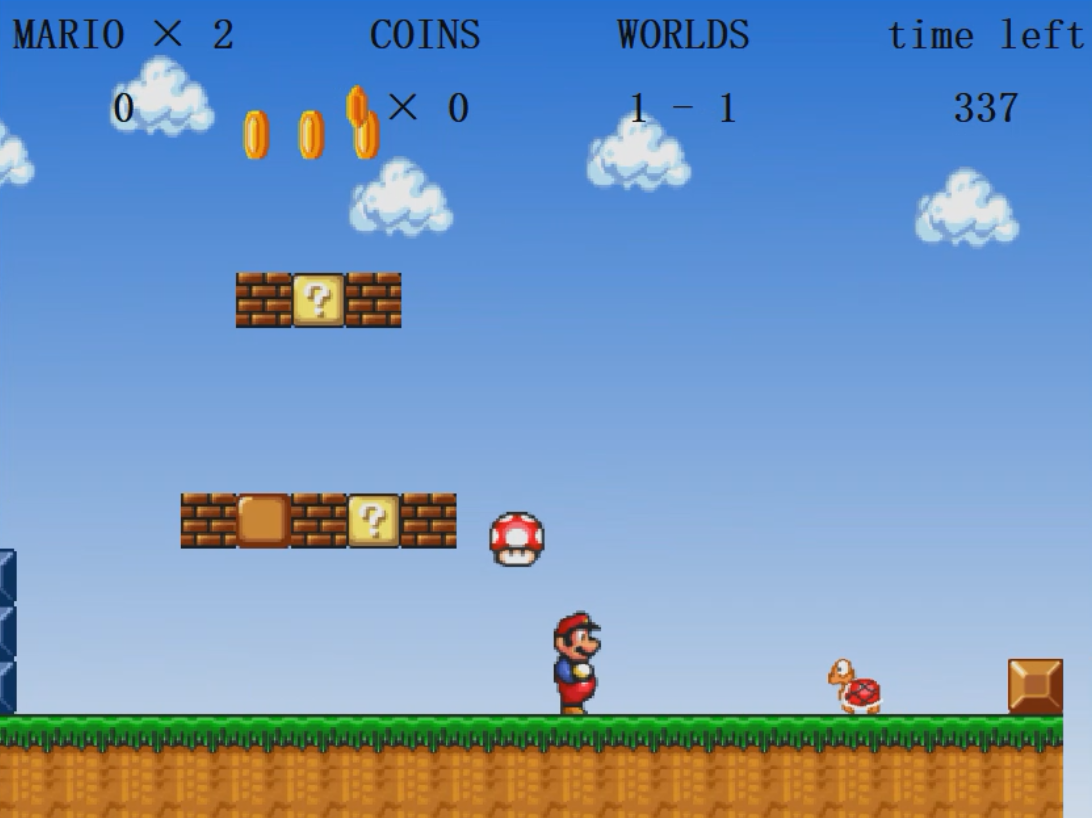 MARIO × 2 COINS WORLDS time left
0 × 0 1 - 1 337
?
?